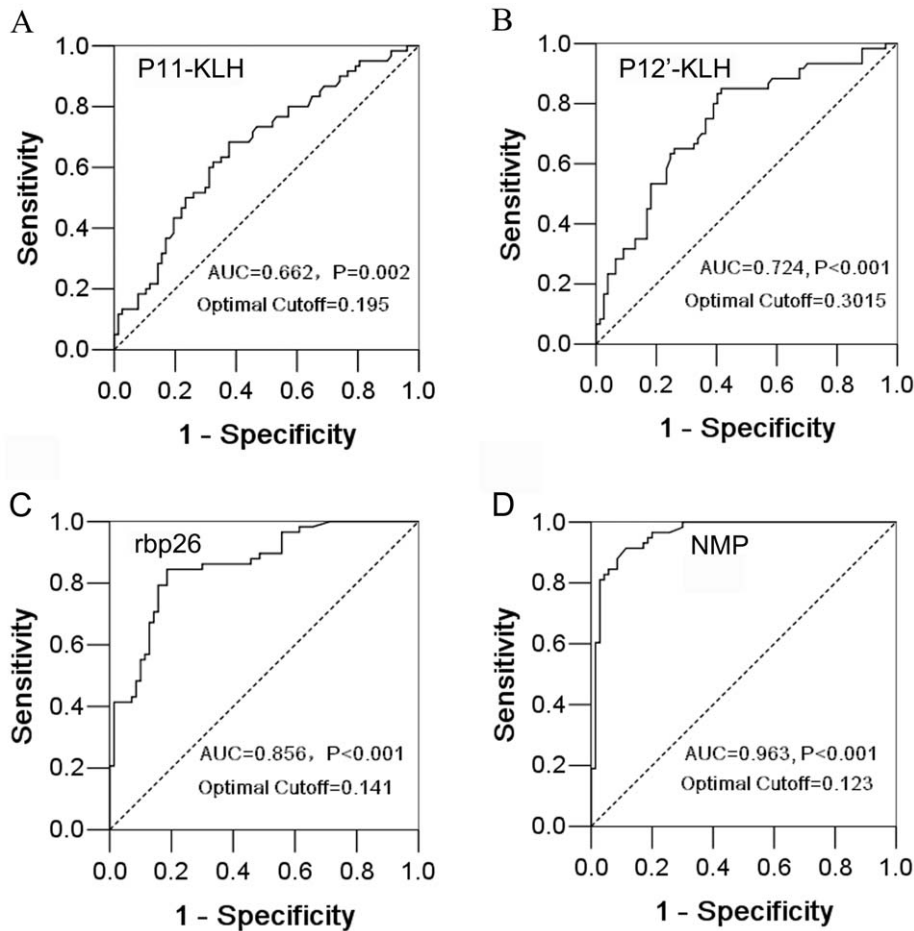 A
P11-KLH
Sensitivity
1.0
0.8
0.6
0.4
0.2
0.0
AUC=0.662, P=0.002
Optimal Cutoff=0.195
0.0 0.2 0.4 0.6 0.8 1.0
1 - Specificity
B
P12’-KLH
Sensitivity
1.0
0.8
0.6
0.4
0.2
0.0
AUC=0.724, P<0.001
Optimal Cutoff=0.3015
0.0 0.2 0.4 0.6 0.8 1.0
1 - Specificity
C
rbp26
Sensitivity
1.0
0.8
0.6
0.4
0.2
0.0
AUC=0.856, P<0.001
Optimal Cutoff=0.141
0.0 0.2 0.4 0.6 0.8 1.0
1 - Specificity
D
NMP
Sensitivity
1.0
0.8
0.6
0.4
0.2
0.0
AUC=0.963, P<0.001
Optimal Cutoff=0.123
0.0 0.2 0.4 0.6 0.8 1.0
1 - Specificity